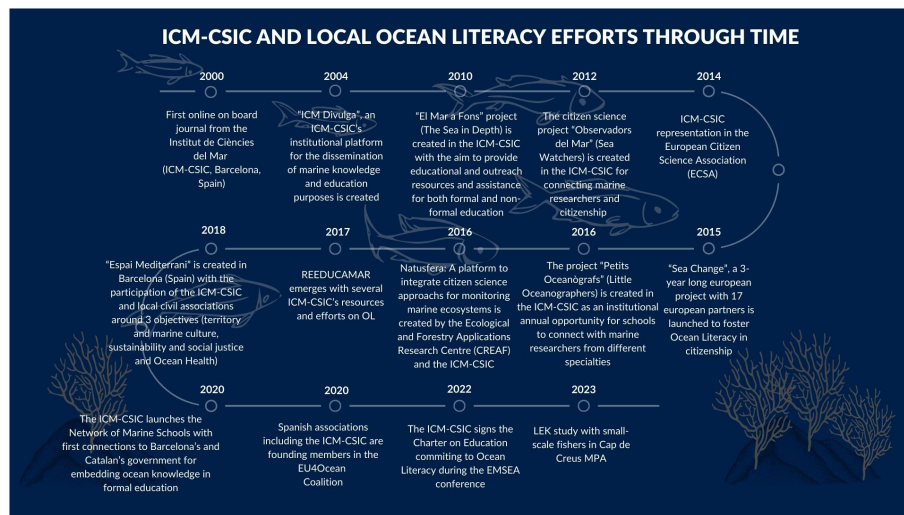 ICM-CSIC AND LOCAL OCEAN LITERACY EFFORTS THROUGH TIME
2000
First online on board
journal from the
Institut de Ciències
del Mar
(ICM-CSIC, Barcelona,
Spain)
2004
“ICM Divulga”, an
ICM-CSIC’s
institutional platform
for the dissemination
of marine knowledge
and education
purposes is created
2010
“El Mar a Fons” project
(The Sea in Depth) is
created in the ICM-CSIC
with the aim to provide
educational and outreach
resources and assistance
for both formal and non-
formal education
2012
The citizen science
project “Observadors
del Mar” (Sea
Watchers) is created
in the ICM-CSIC for
connecting marine
researchers and
citizenship
2014
ICM-CSIC
representation in the
European Citizen
Science Association
(ECSA)
2015
“Sea Change”, a 3-
year long european
project with 17
european partners is
launched to foster
Ocean Literacy in
citizenship
2016
The project “Petits
Oceanògrafs” (Little
Oceanographers) is created in
the ICM-CSIC as an institutional
annual opportunity for schools
to connect with marine
researchers from different
specialties
2016
Natusfera: A platform to
integrate citizen science
approachs for monitoring
marine ecosystems is
created by the Ecological
and Forestry Applications
Research Centre (CREAF)
and the ICM-CSIC
2017
REEDUCAMAR
emerges with several
ICM-CSIC’s resources
and efforts on OL
2018
“Espai Mediterrani” is created in
Barcelona (Spain) with the
participation of the ICM-CSIC
and local civil associations
around 3 objectives (territory
and marine culture,
sustainability and social justice
and Ocean Health)
2020
The ICM-CSIC launches the
Network of Marine Schools with
first connections to Barcelona’s and
Catalan’s government for
embedding ocean knowledge in
formal education
2020
Spanish associations
including the ICM-CSIC are
founding members in the
EU4Ocean
Coalition
2022
The ICM-CSIC signs the
Charter on Education
commiting to Ocean
Literacy during the EMSEA
conference
2023
LEK study with small-
scale fishers in Cap de
Creus MPA